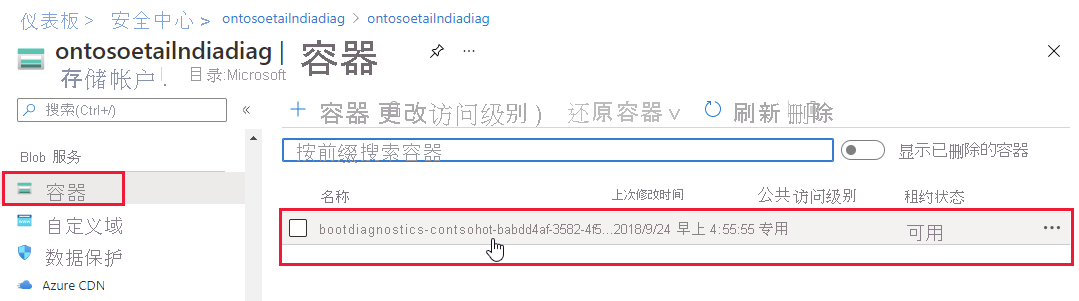 仪表板 > 安全中心 > ontosoetailndiadiag > ontosoetailndiadiag
ontosoetailndiadiag | 容器 ...
存储帐户 . 目录:Microsoft
搜索(Ctrl+/) «
+ 容器 更改访问级别 ) 还原容器 ∨ 刷新 删除
按前缀搜索容器 显示已删除的容器
Blob 服务
容器
名称 上次修改时间 公共 访问级别 租约状态
bootdiagnostics-contsohot-babdd4af-3582-4f5...2018/9/24 早上 4:55:55 专用 可用 ...
自定义域
数据保护
Azure CDN